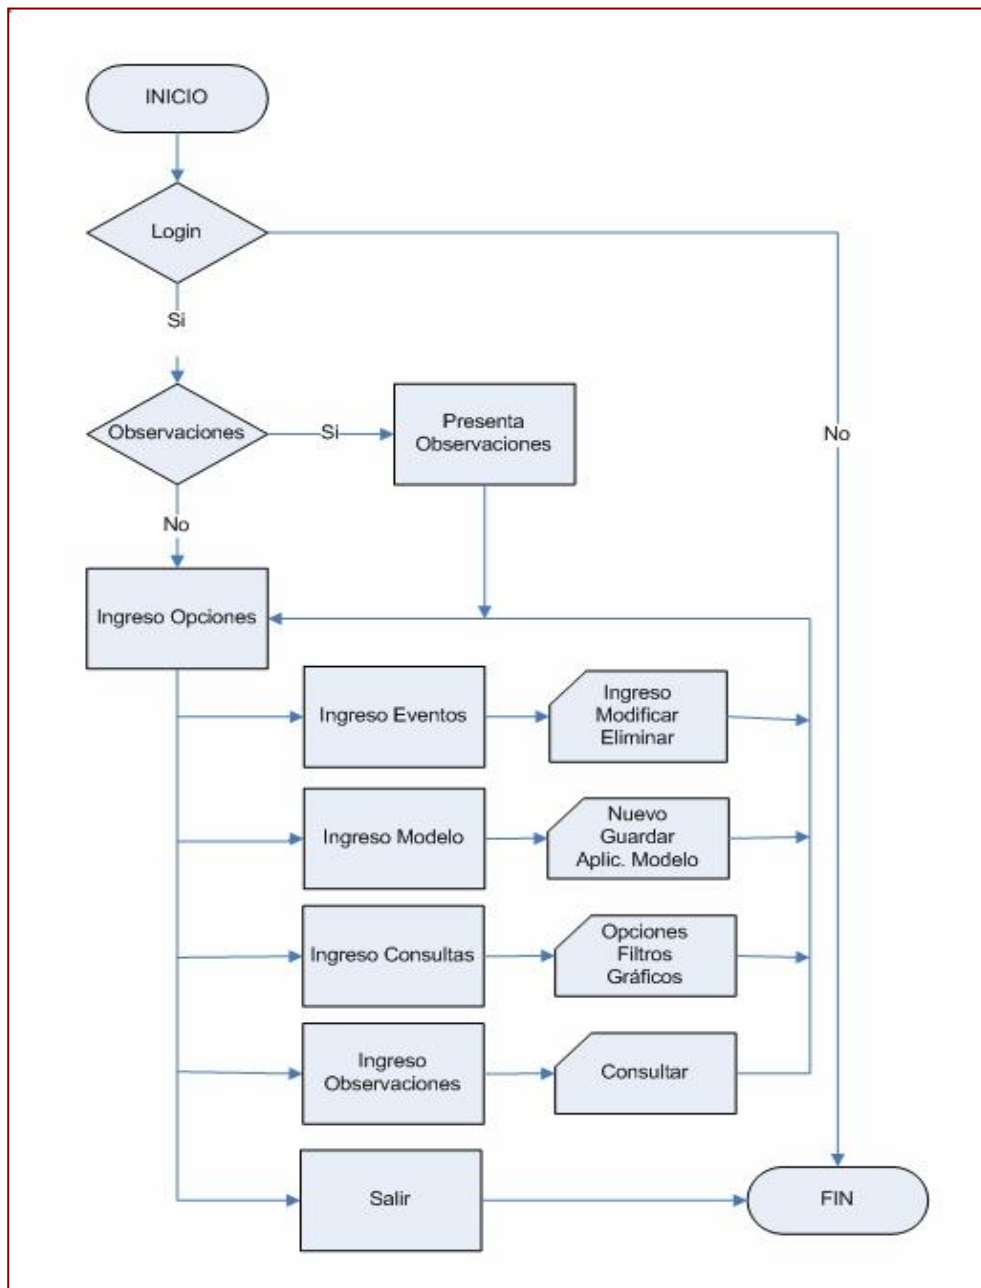 INICIO
Login
Si
Observaciones
Si
Presenta
Observaciones
No
No
Ingreso Opciones
Ingreso Eventos
Ingreso
Modificar
Eliminar
Ingreso Modelo
Nuevo
Guardar
Aplic. Modelo
Ingreso Consultas
Opciones
Filtros
Gráficos
Ingreso
Observaciones
Consultar
Salir
FIN